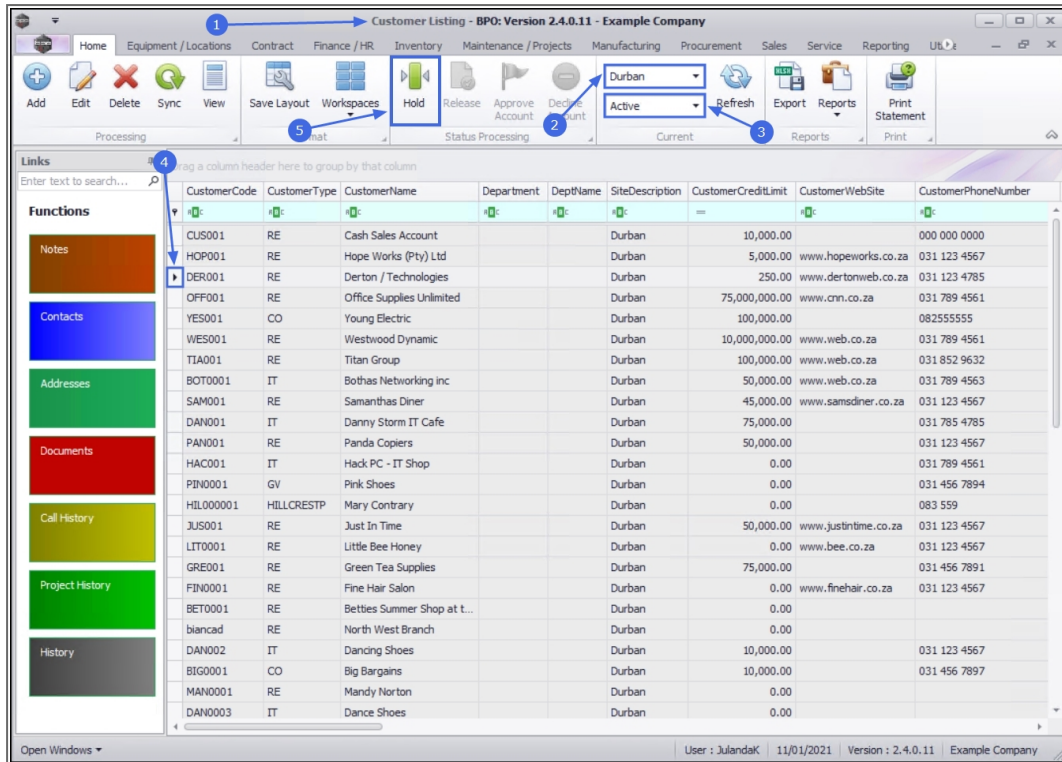 1
Customer Listing - BPO: Version 2.4.0.11 - Example Company
Home Equipment / Locations Contract Finance / HR Inventory Maintenance / Projects Manufacturing Procurement Sales Service Reporting
Add Edit Delete Sync View Save Layout Workspaces Hold Release Approve Account Decline Refresh Export Reports Print Statement
Durban
Active
2
3
5
Processing Status Processing Current Reports Print
4
Links
drag a column header here to group by that column
Enter text to search...
CustomerCode CustomerType CustomerName Department DeptName SiteDescription CustomerCreditLimit CustomerWebSite CustomerPhoneNumber
Functions
Notes
Contacts
Addresses
Documents
Call History
Project History
History
CUS001 RE Cash Sales Account Durban 10,000.00 000 000 0000
HOP001 RE Hope Works (Pty) Ltd Durban 5,000.00 www.hopeworks.co.za 031 123 4567
DER001 RE Derton / Technologies Durban 250.00 www.dertonweb.co.za 031 123 4785
OFF001 RE Office Supplies Unlimited Durban 75,000,000.00 www.cnn.co.za 031 789 4561
YES001 CO Young Electric Durban 100,000.00 082555555
WES001 RE Westwood Dynamic Durban 10,000,000.00 www.web.co.za 031 789 4561
TIA001 RE Titan Group Durban 100,000.00 www.web.co.za 031 852 9632
BOT0001 IT Bothas Networking inc Durban 50,000.00 www.web.co.za 031 789 4563
SAM001 RE Samanthas Diner Durban 45,000.00 www.samsdiner.co.za 031 123 4567
DAN001 IT Danny Storm IT Cafe Durban 75,000.00 031 785 4785
PAN001 RE Panda Copiers Durban 50,000.00 031 123 4567
HAC001 IT Hack PC - IT Shop Durban 0.00 031 789 4561
PIN0001 GV Pink Shoes Durban 0.00 031 456 7894
HIL000001 HILLCRESTP Mary Contrary Durban 0.00 083 559
JUS001 RE Just In Time Durban 50,000.00 www.justintime.co.za 031 123 4567
LIT0001 RE Little Bee Honey Durban 0.00 www.bee.co.za 031 123 4567
GRE001 RE Green Tea Supplies Durban 75,000.00 031 456 7891
FIN0001 RE Fine Hair Salon Durban 0.00 www.finehair.co.za 031 123 4567
BET0001 RE Betties Summer Shop at t... Durban 0.00
biancad RE North West Branch Durban 0.00
DAN002 IT Dancing Shoes Durban 10,000.00 031 123 4567
BIG0001 CO Big Bargains Durban 10,000.00 031 456 7897
MAN0001 RE Mandy Norton Durban 0.00
DAN0003 IT Dance Shoes Durban 0.00
Open Windows User : JulandaK 11/01/2021 Version : 2.4.0.11 Example Company